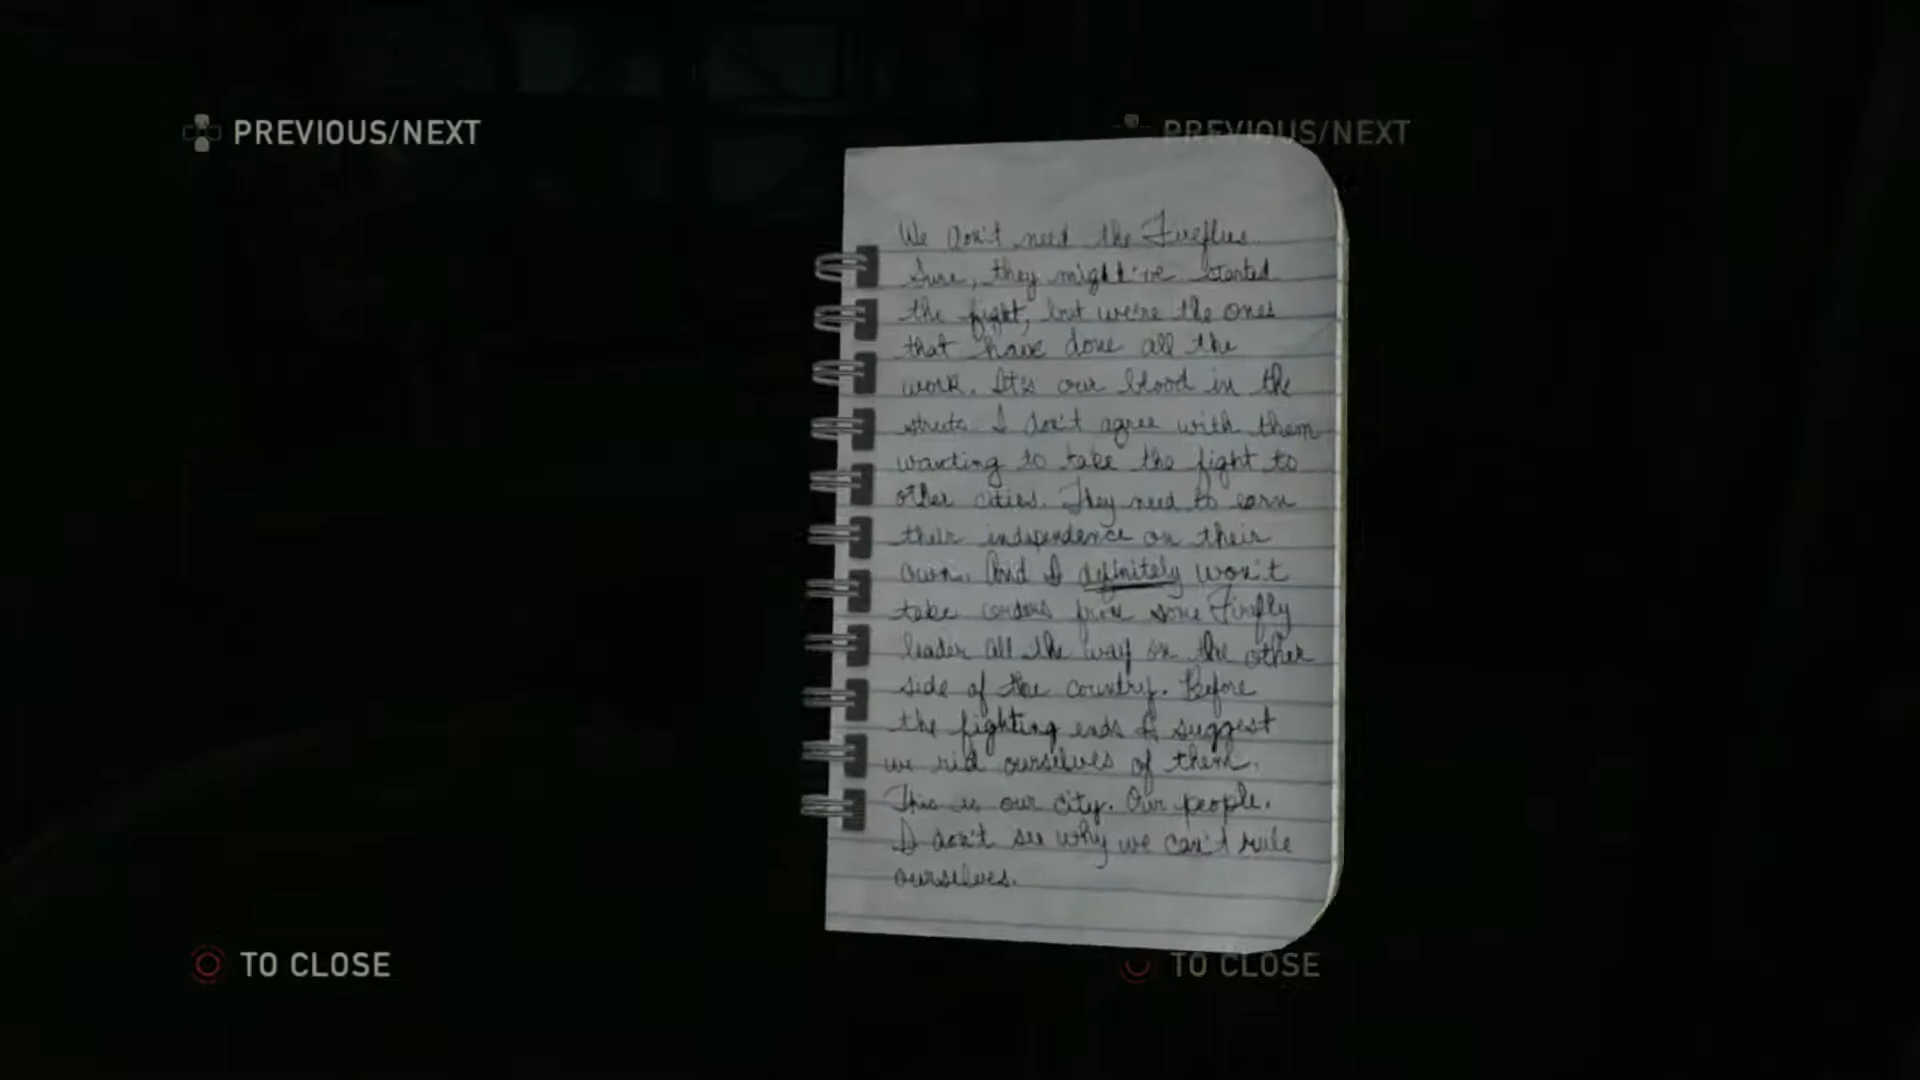 PREVIOUS/NEXT
PREVIOUS/NEXT
We don't need the Fireflies.
Sure, they might've started
the fight, but we're the ones
that have done all the
work. It's our blood in the
streets. I don't agree with them
wanting to take the fight to
other cities. They need to earn
their independence on their
own. And I definitely won't
take orders from some Firefly
leader all the way on the other
side of the country. Before
the fighting ends I suggest
we rid ourselves of them.
This is our city. Our people.
I don't see why we can't rule
ourselves.
TO CLOSE
TO CLOSE